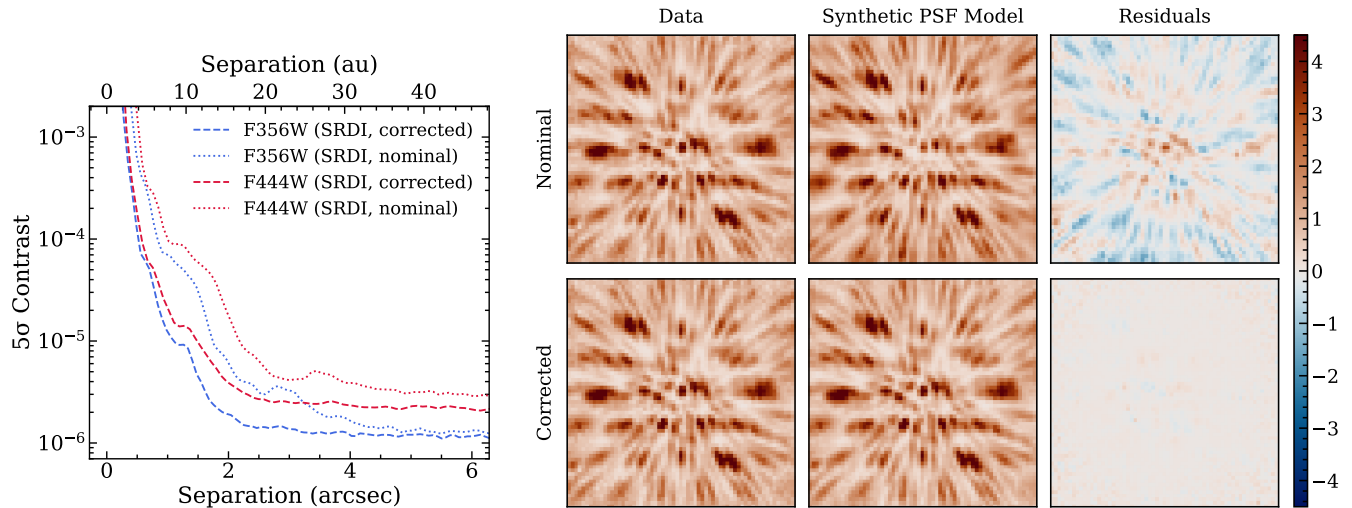 Data
Synthetic PSF Model
Residuals
Separation (au)
0 10 20 30 40
F356W (SRDI, corrected)
F356W (SRDI, nominal)
F444W (SRDI, corrected)
F444W (SRDI, nominal)
10⁻³
10⁻⁴
10⁻⁵
10⁻⁶
5σ Contrast
0 2 4 6
Separation (arcsec)
Nominal
Corrected
4
3
2
1
0
−1
−2
−3
−4